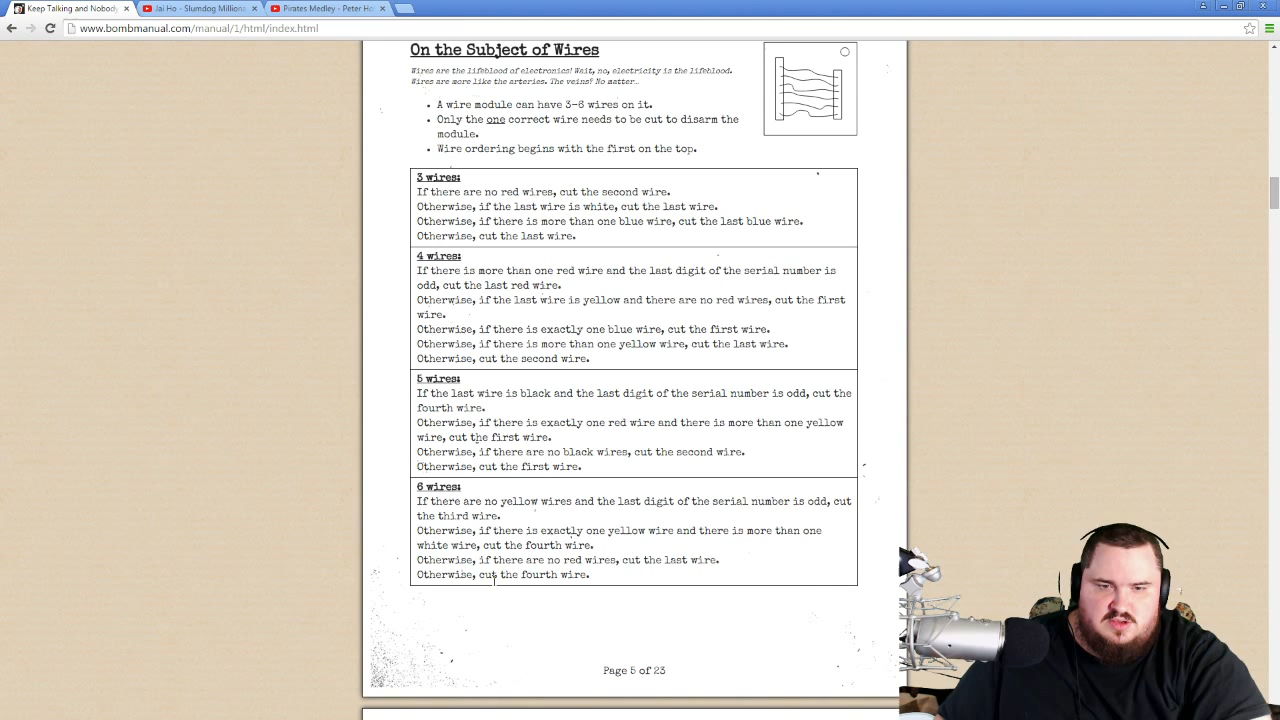 Keep Talking and Nobody
Jai Ho - Slumdog Million
Pirates Medley - Peter Ho
www.bombmanual.com/manual/1/html/index.html
On the Subject of Wires
Wires are the lifeblood of electronics! Wait, no, electricity is the lifeblood.
Wires are more like the arteries. The veins? No matter…
• A wire module can have 3-6 wires on it.
• Only the one correct wire needs to be cut to disarm the
module.
• Wire ordering begins with the first on the top.
3 wires:
If there are no red wires, cut the second wire.
Otherwise, if the last wire is white, cut the last wire.
Otherwise, if there is more than one blue wire, cut the last blue wire.
Otherwise, cut the last wire.
4 wires:
If there is more than one red wire and the last digit of the serial number is
odd, cut the last red wire.
Otherwise, if the last wire is yellow and there are no red wires, cut the first
wire.
Otherwise, if there is exactly one blue wire, cut the first wire.
Otherwise, if there is more than one yellow wire, cut the last wire.
Otherwise, cut the second wire.
5 wires:
If the last wire is black and the last digit of the serial number is odd, cut the
fourth wire.
Otherwise, if there is exactly one red wire and there is more than one yellow
wire, cut the first wire.
Otherwise, if there are no black wires, cut the second wire.
Otherwise, cut the first wire.
6 wires:
If there are no yellow wires and the last digit of the serial number is odd, cut
the third wire.
Otherwise, if there is exactly one yellow wire and there is more than one
white wire, cut the fourth wire.
Otherwise, if there are no red wires, cut the last wire.
Otherwise, cut the fourth wire.
Page 5 of 23